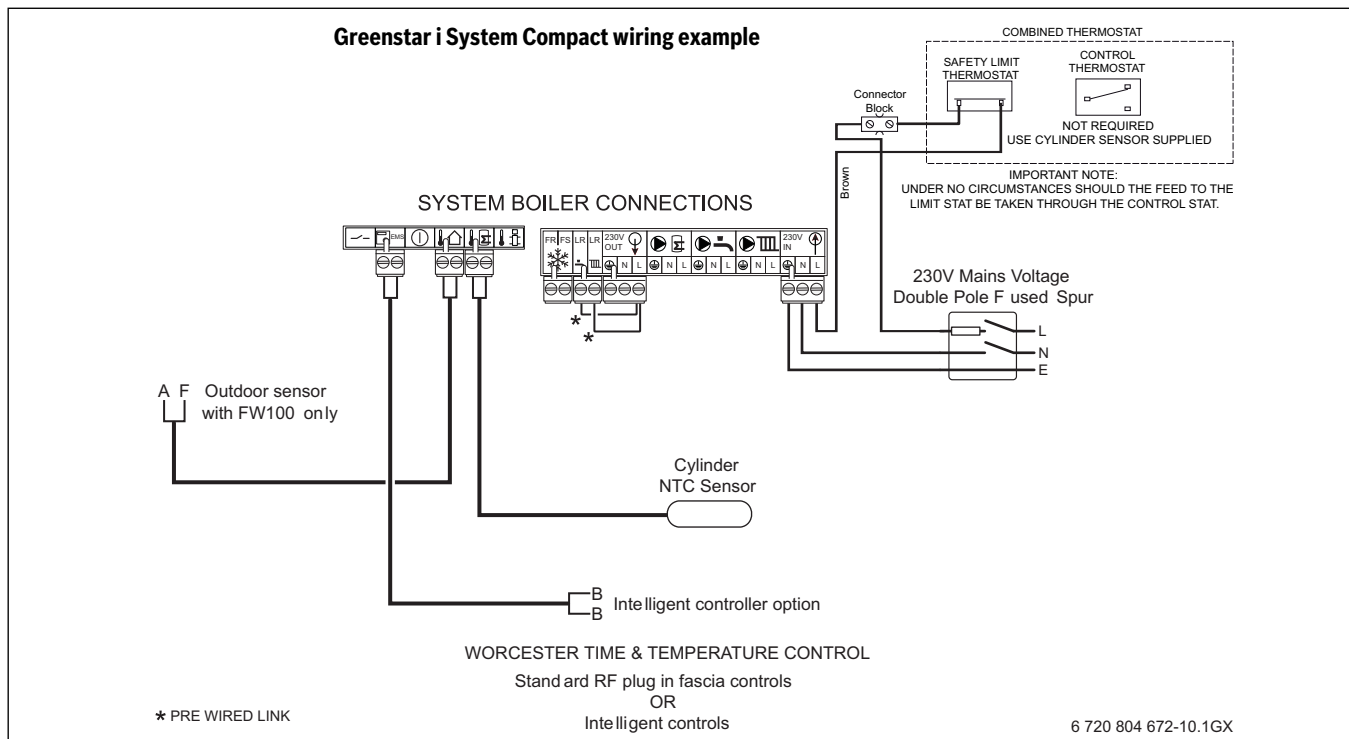 Greenstar i System Compact wiring example
COMBINED THERMOSTAT
SAFETY LIMIT
THERMOSTAT
CONTROL
THERMOSTAT
Connector
Block
NOT REQUIRED
USE CYLINDER SENSOR SUPPLIED
Brown
IMPORTANT NOTE:
UNDER NO CIRCUMSTANCES SHOULD THE FEED TO THE
LIMIT STAT BE TAKEN THROUGH THE CONTROL STAT.
SYSTEM BOILER CONNECTIONS
EMS
FR FS LR LR 230V
OUT
230V
IN
N L N L N L N L N L
230V Mains Voltage
Double Pole F used Spur
L
N
E
* *
A F Outdoor sensor
with FW100 only
Cylinder
NTC Sensor
B
B
Intelligent controller option
WORCESTER TIME & TEMPERATURE CONTROL
Stand ard RF plug in fascia controls
OR
Intelligent controls
* PRE WIRED LINK
6 720 804 672-10.1GX